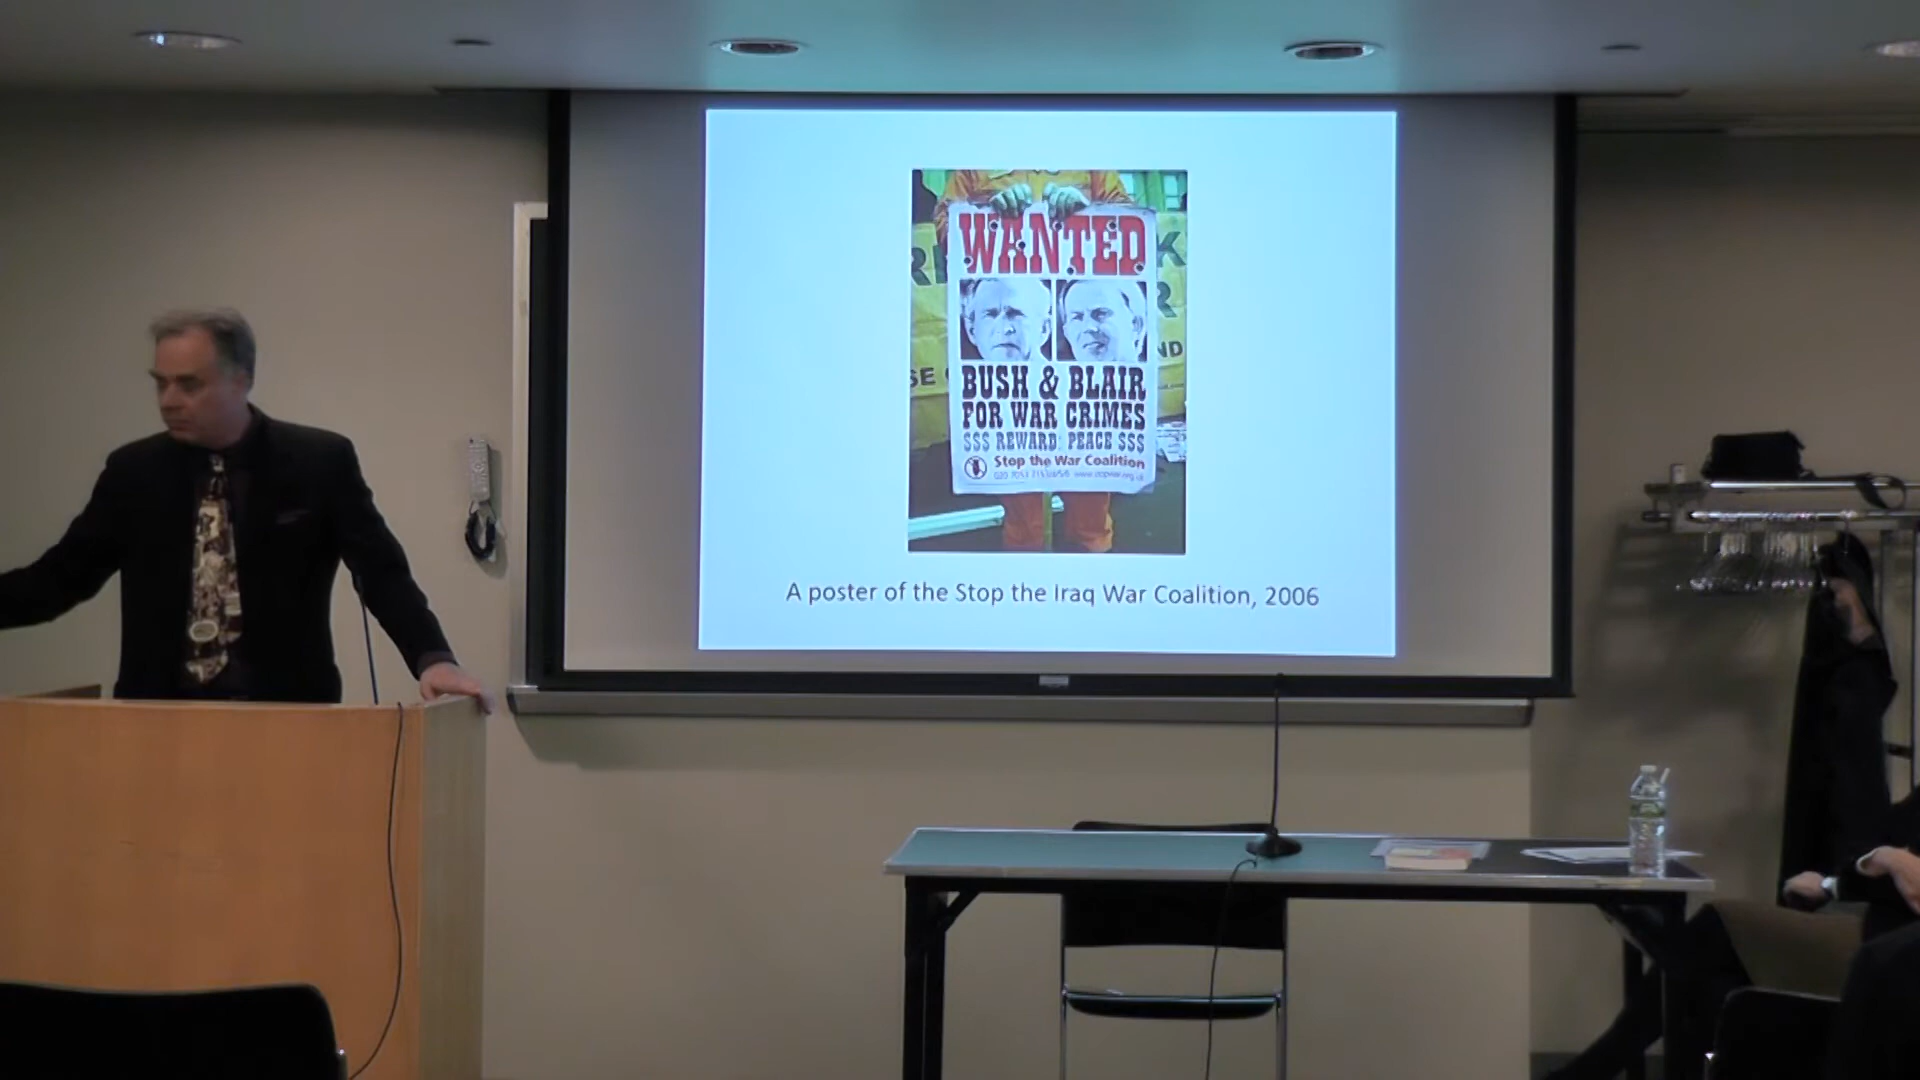 WANTED
BUSH & BLAIR
FOR WAR CRIMES
$$$ REWARD: PEACE $$$
Stop the War Coalition
A poster of the Stop the Iraq War Coalition, 2006